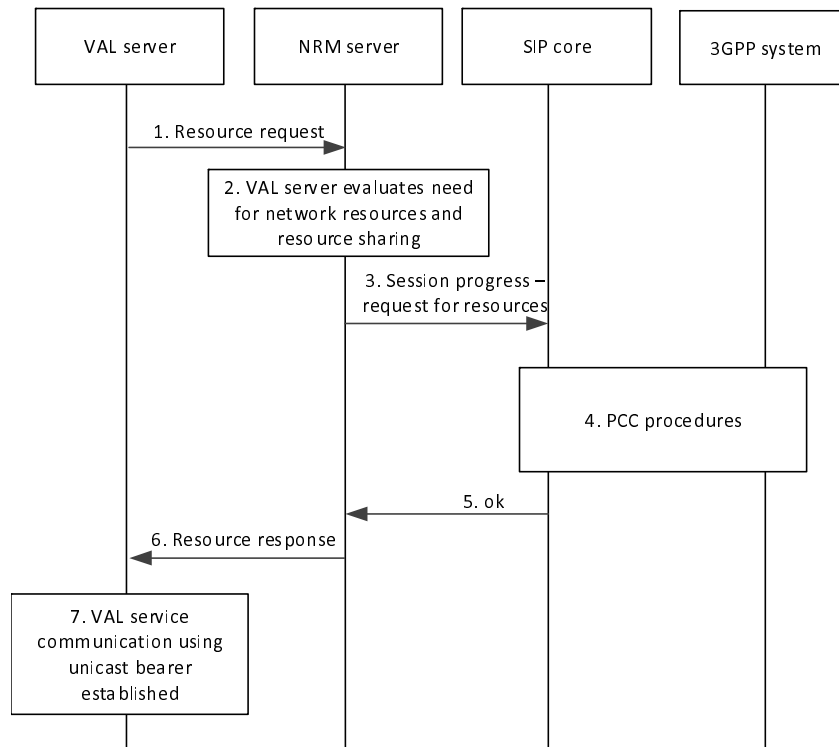 VAL server
NRM server
SIP core
3GPP system
1. Resource request
2. VAL server evaluates need
for network resources and
resource sharing
3. Session progress –
request for resources
4. PCC procedures
5. ok
6. Resource response
7. VAL service
communication using
unicast bearer
established